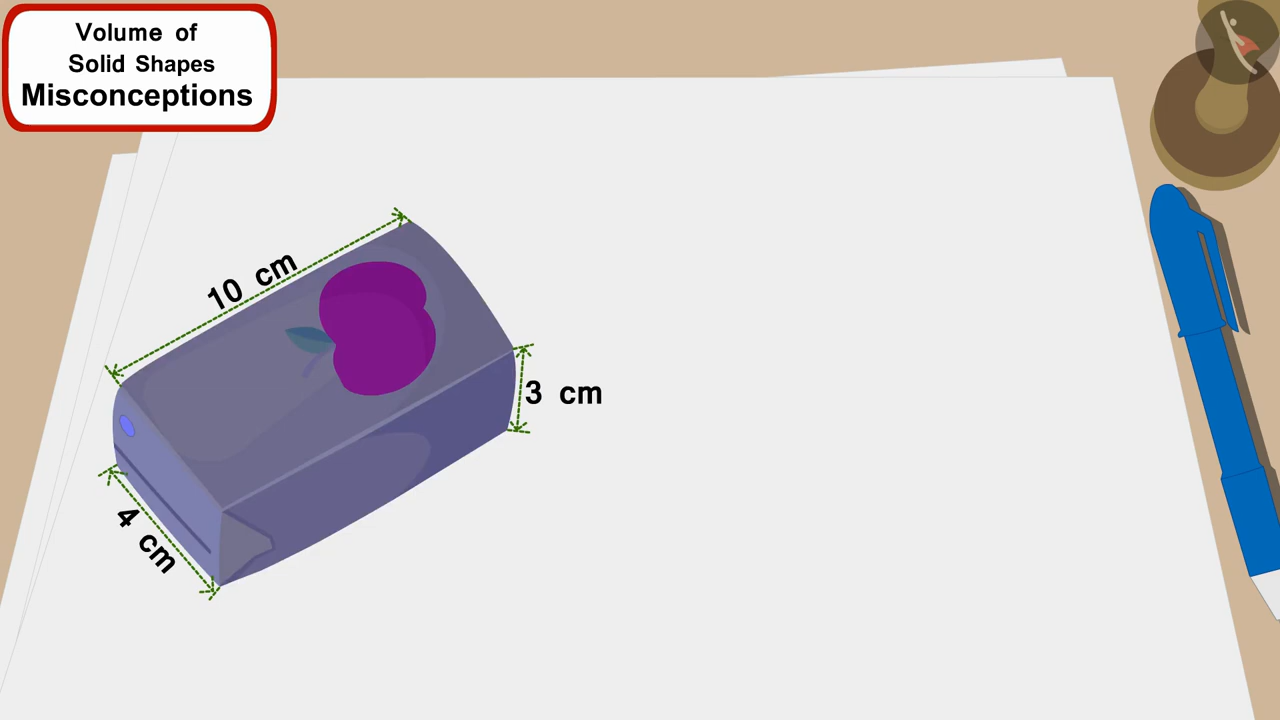 Volume of
Solid Shapes
Misconceptions
10 cm
3 cm
4 cm